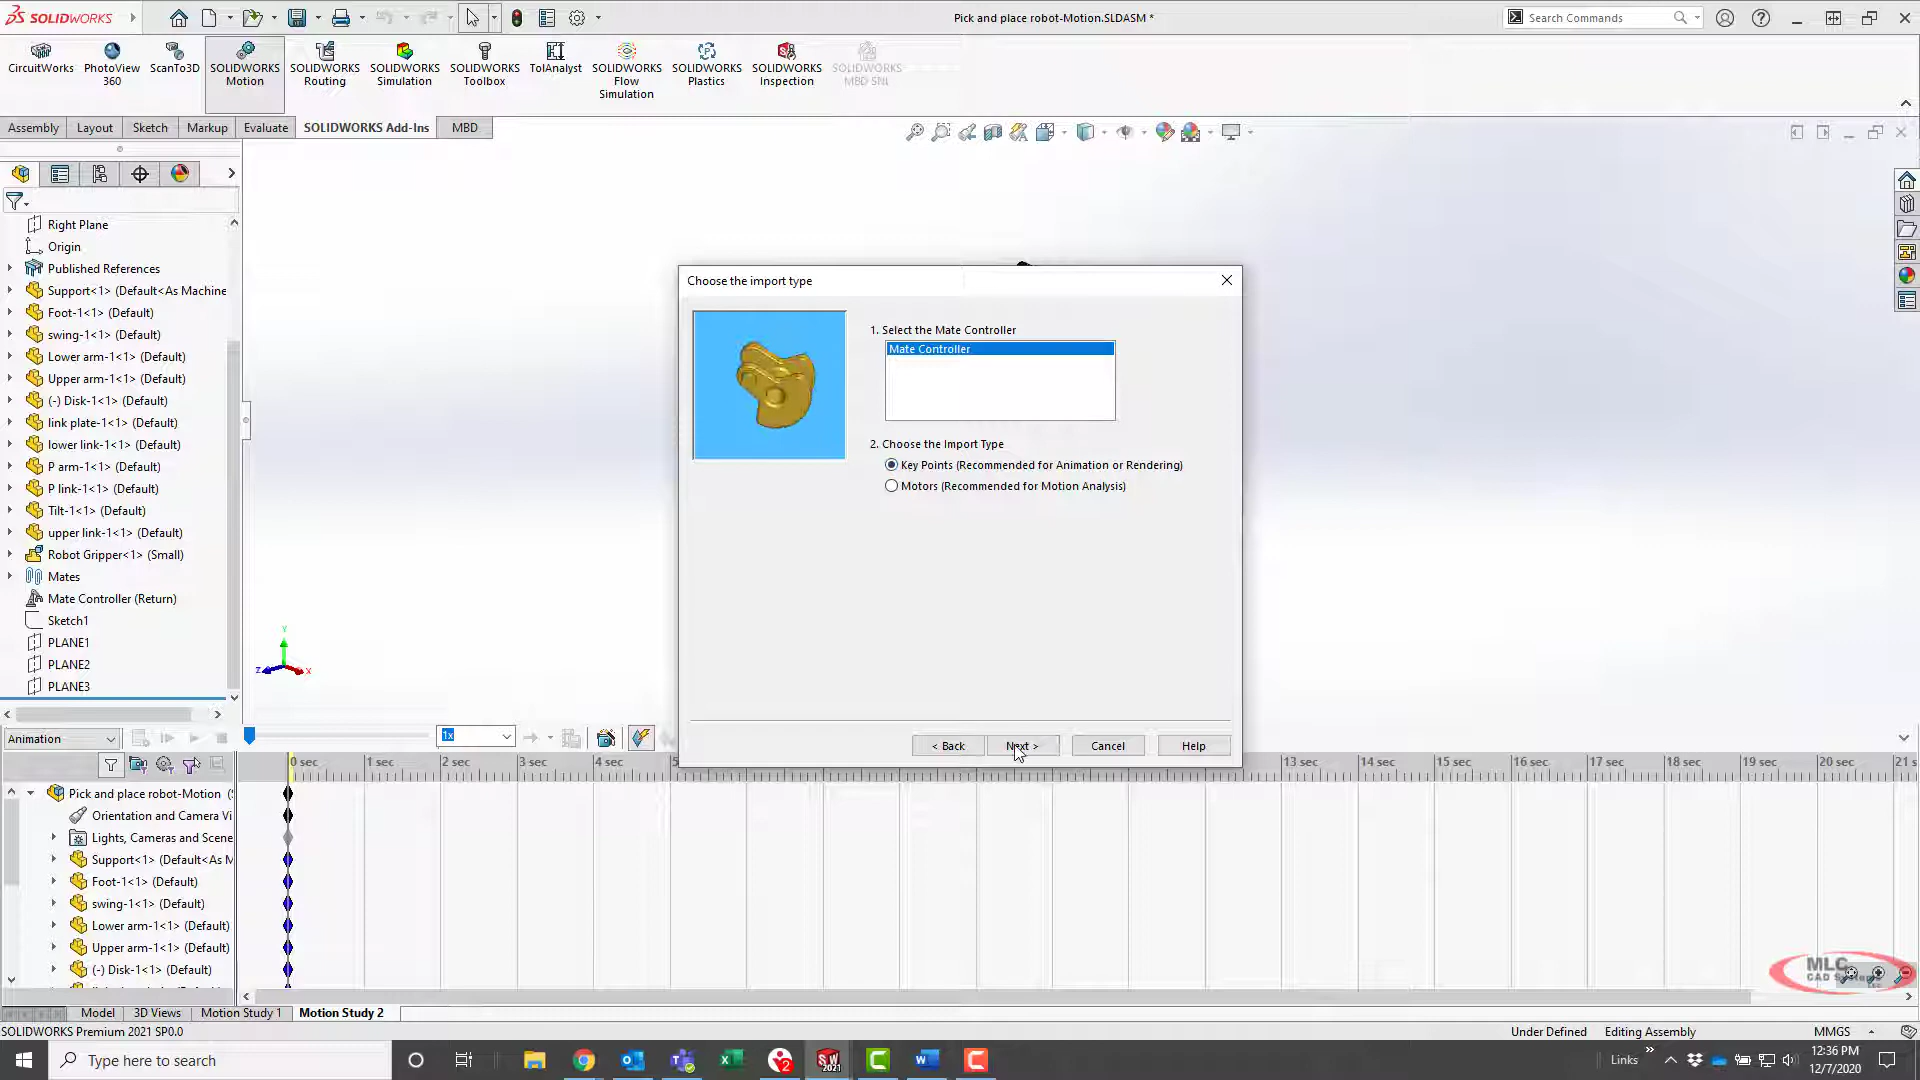 SOLIDWORKS
Pick and place robot-Motion.SLDASM *
Search Commands
CircuitWorks
PhotoView 360
ScanTo3D
SOLIDWORKS Motion
SOLIDWORKS Routing
SOLIDWORKS Simulation
SOLIDWORKS Toolbox
TolAnalyst
SOLIDWORKS Flow Simulation
SOLIDWORKS Plastics
SOLIDWORKS Inspection
SOLIDWORKS MBD SNL
Assembly
Layout
Sketch
Markup
Evaluate
SOLIDWORKS Add-Ins
MBD
Right Plane
Origin
Published References
Support<1> (Default<As Machine
Foot-1<1> (Default)
swing-1<1> (Default)
Lower arm-1<1> (Default)
Upper arm-1<1> (Default)
(-) Disk-1<1> (Default)
link plate-1<1> (Default)
lower link-1<1> (Default)
P arm-1<1> (Default)
P link-1<1> (Default)
Tilt-1<1> (Default)
upper link-1<1> (Default)
Robot Gripper<1> (Small)
Mates
Mate Controller (Return)
Sketch1
PLANE1
PLANE2
PLANE3
Y
Z
X
Choose the import type
1. Select the Mate Controller
Mate Controller
2. Choose the Import Type
Key Points (Recommended for Animation or Rendering)
Motors (Recommended for Motion Analysis)
< Back
Next >
Cancel
Help
Animation
1x
0 sec
1 sec
2 sec
3 sec
4 sec
5
13 sec
14 sec
15 sec
16 sec
17 sec
18 sec
19 sec
20 sec
21 s
Pick and place robot-Motion (
Orientation and Camera Vi
Lights, Cameras and Scene
Support<1> (Default<As M
Foot-1<1> (Default)
swing-1<1> (Default)
Lower arm-1<1> (Default)
Upper arm-1<1> (Default)
(-) Disk-1<1> (Default)
MLC
CAD Systems
Model
3D Views
Motion Study 1
Motion Study 2
SOLIDWORKS Premium 2021 SP0.0
Under Defined
Editing Assembly
MMGS
Type here to search
2
SW
2021
Links
12:36 PM
12/7/2020